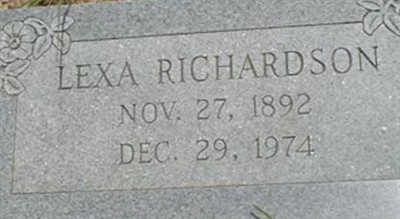 LEXA RICHARDSON
NOV. 27, 1892
DEC. 29, 1974